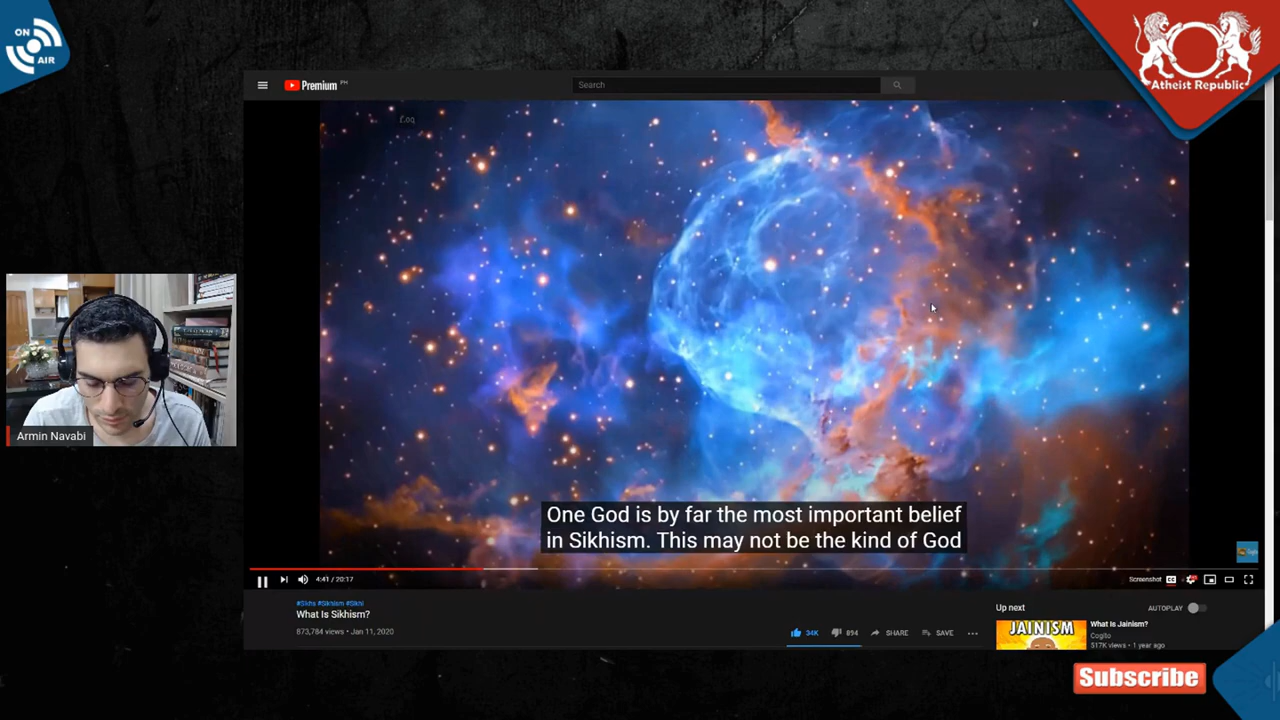 ON
AIR
Premium PH
Search
Atheist Republic
Armin Navabi
One God is by far the most important belief
in Sikhism. This may not be the kind of God
4:41 / 20:17
Screenshot
CC
#Sikhs #Sikhism #Sikhi
What Is Sikhism?
873,784 views • Jan 11, 2020
34K
894
SHARE
SAVE
Up next
AUTOPLAY
JAINISM
What Is Jainism?
Cogito
517K views • 1 year ago
Subscribe